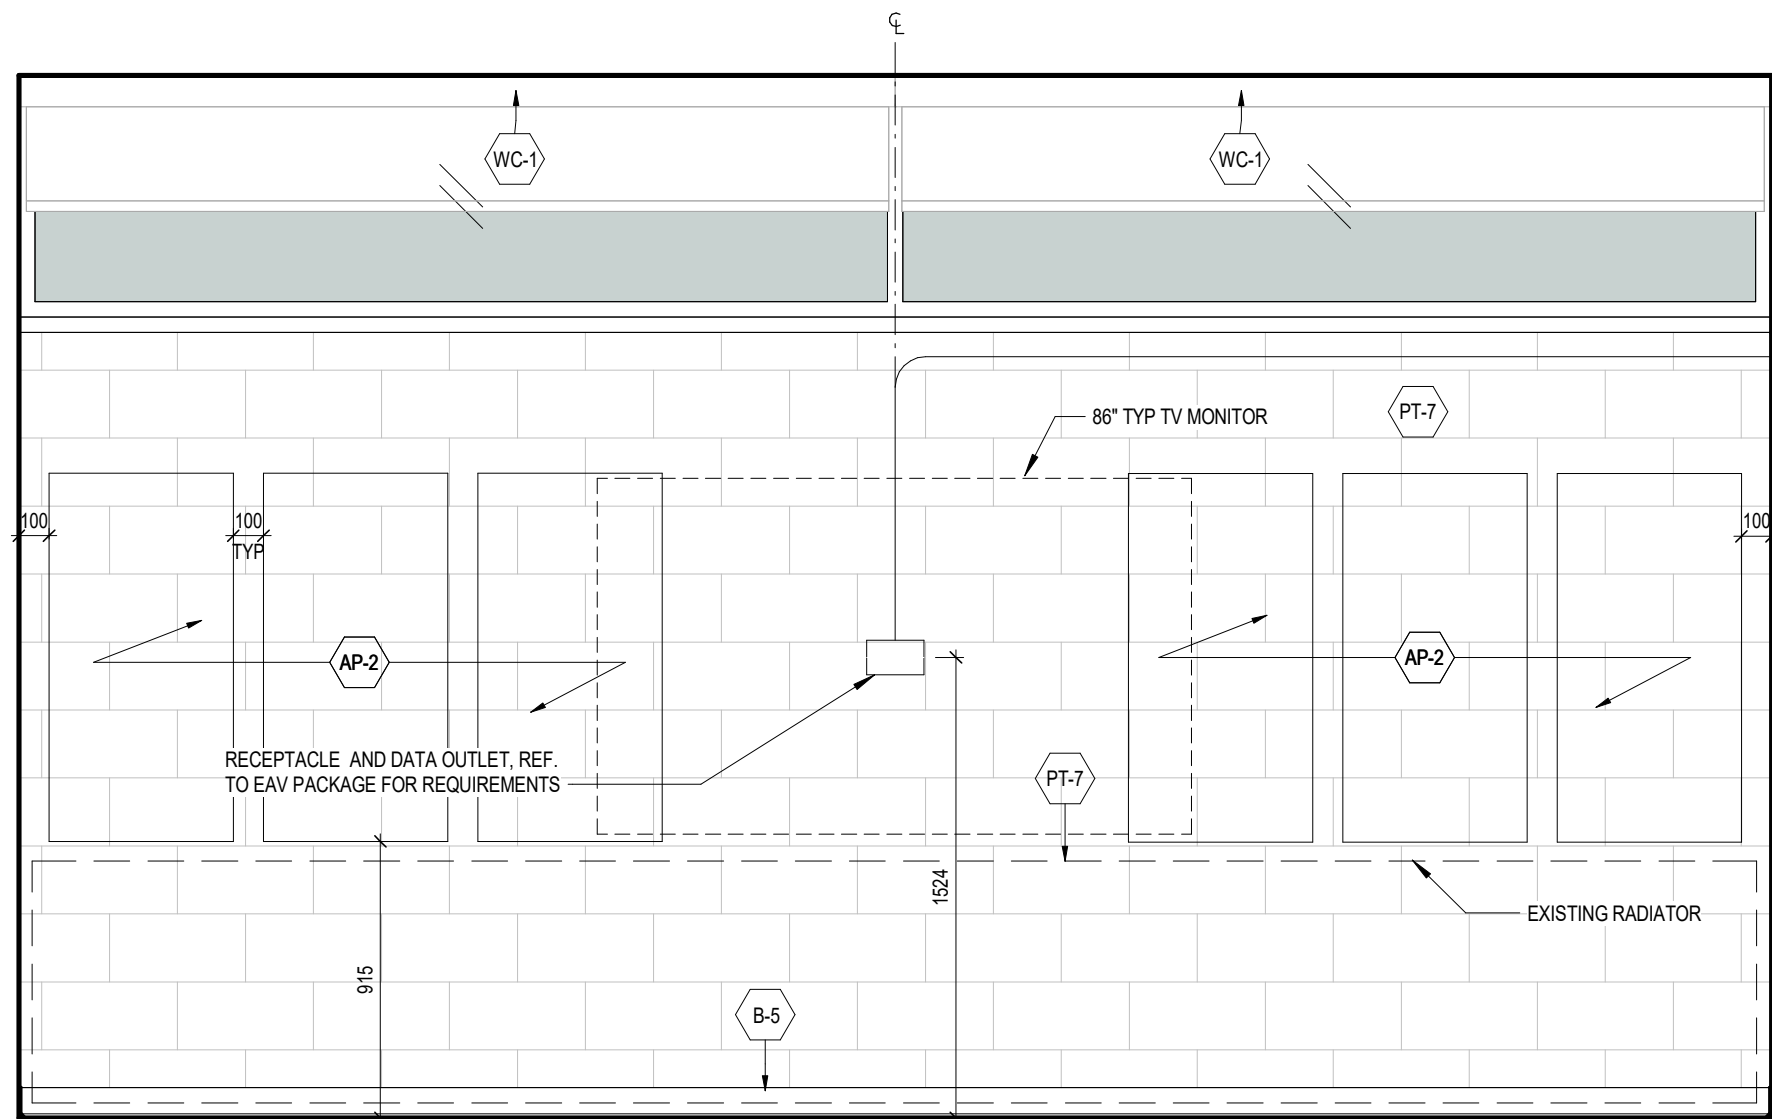 ℄
WC-1
WC-1
86" TYP TV MONITOR
PT-7
100
100
TYP
100
AP-2
AP-2
RECEPTACLE AND DATA OUTLET, REF.
TO EAV PACKAGE FOR REQUIREMENTS
PT-7
1524
EXISTING RADIATOR
915
B-5